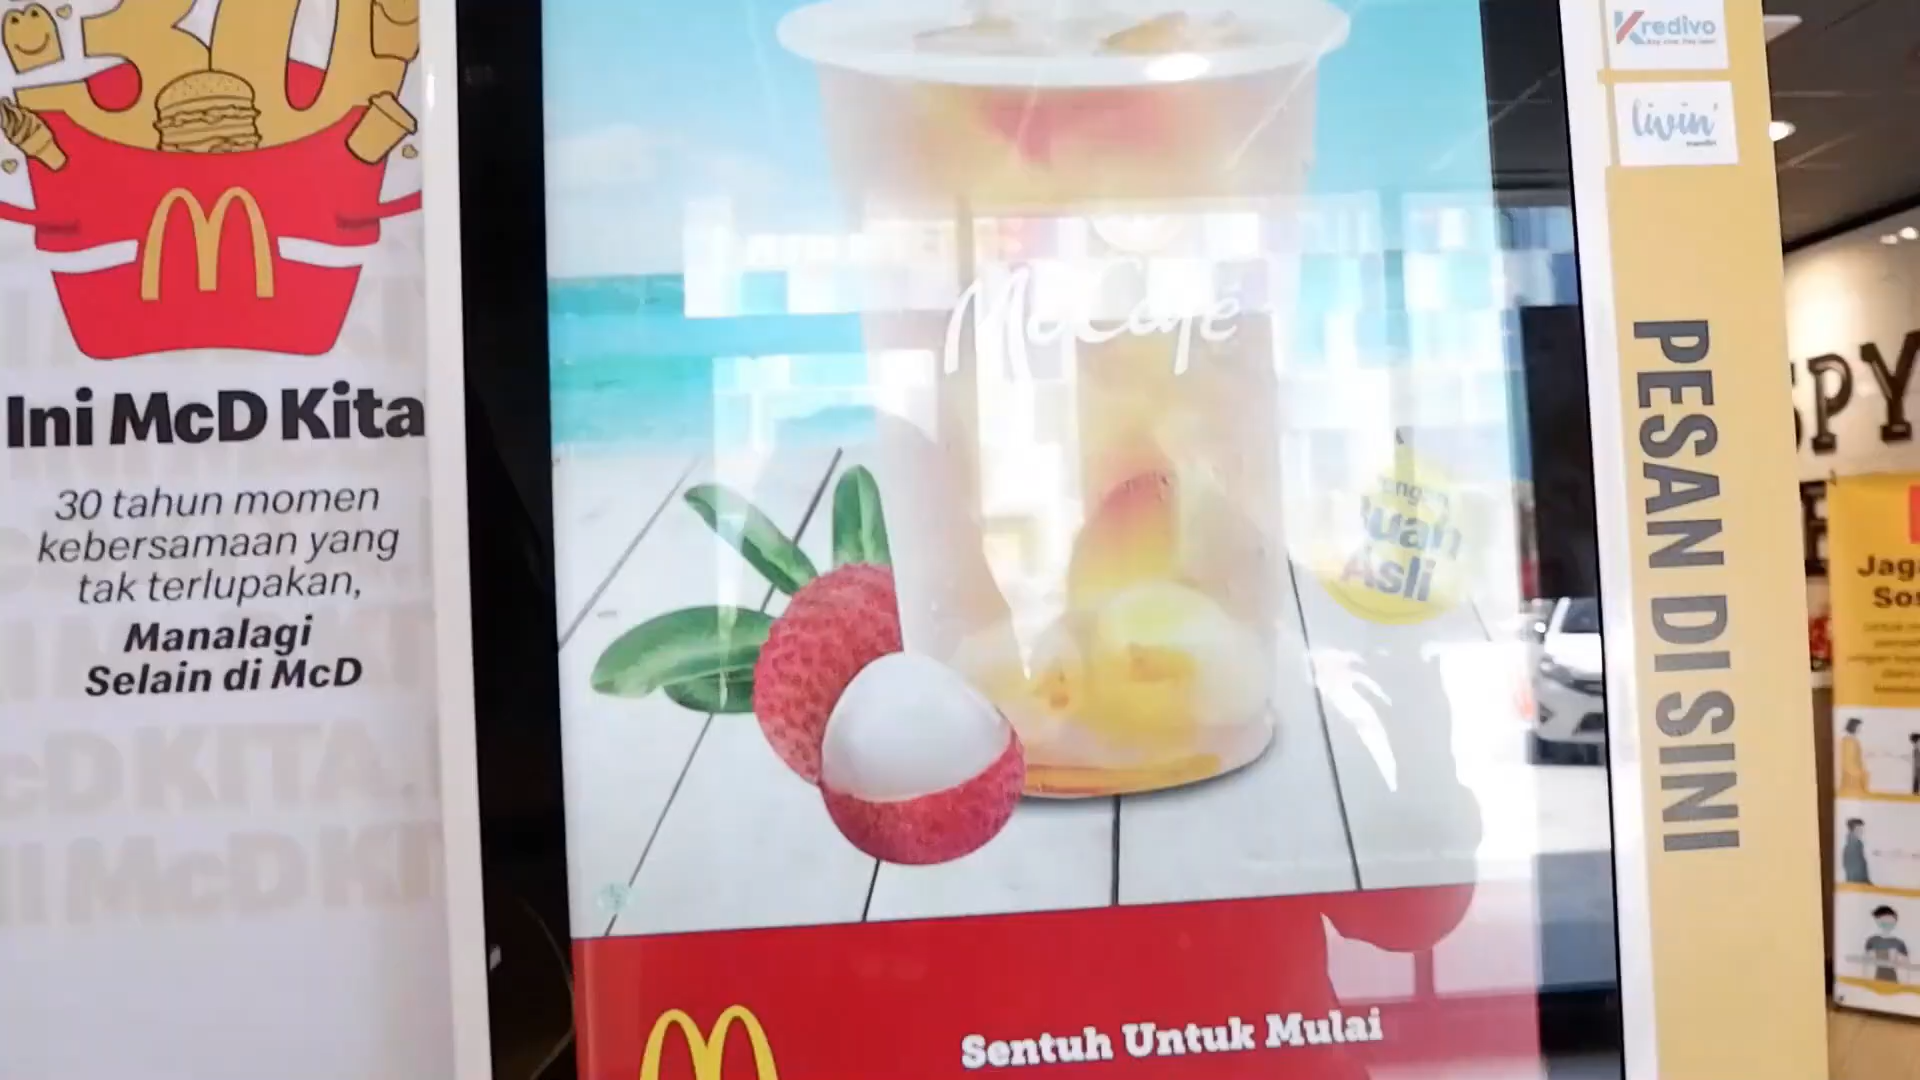 30
Ini McD Kita
30 tahun momen
kebersamaan yang
tak terlupakan,
Manalagi
Selain di McD
McCafé
Asli
Sentuh Untuk Mulai
Kredivo
livin'
mandiri
PESAN DI SINI